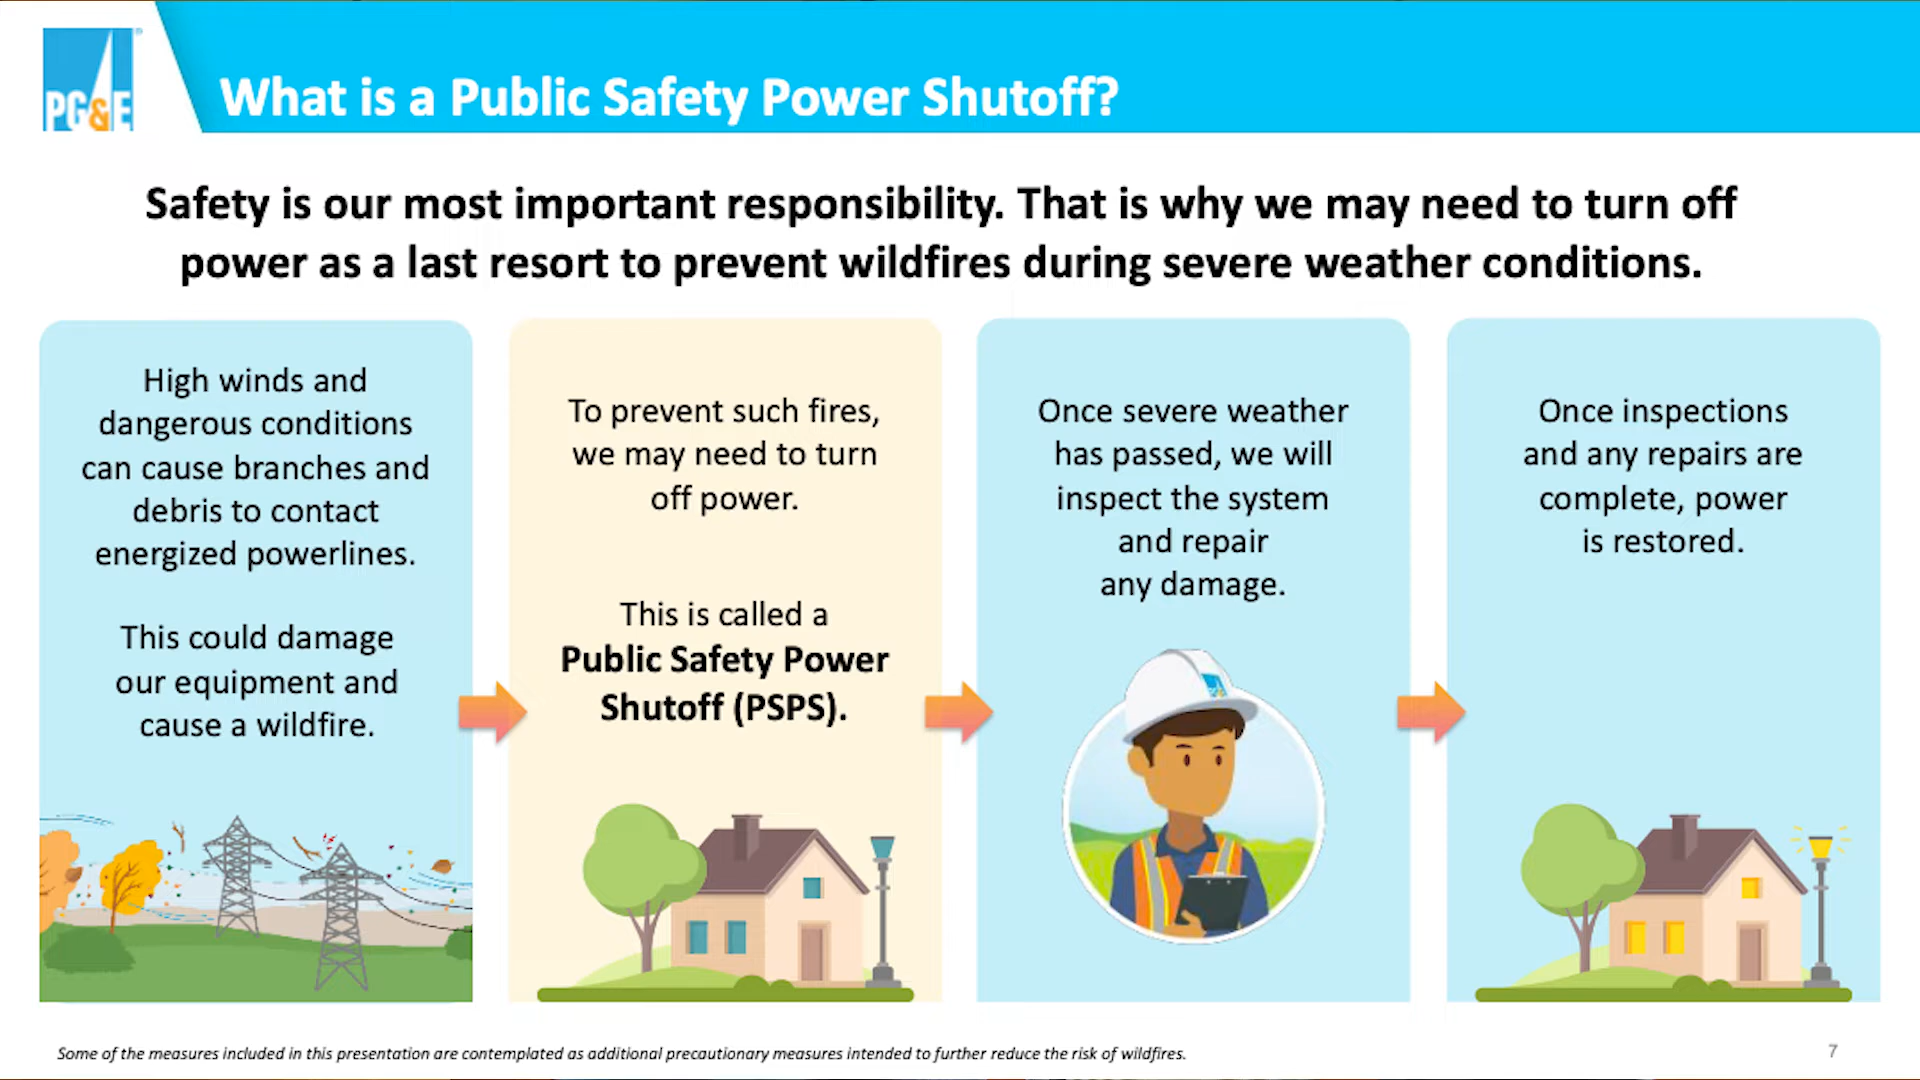 PG&E
What is a Public Safety Power Shutoff?
Safety is our most important responsibility. That is why we may need to turn off
power as a last resort to prevent wildfires during severe weather conditions.
High winds and
dangerous conditions
can cause branches and
debris to contact
energized powerlines.
This could damage
our equipment and
cause a wildfire.
To prevent such fires,
we may need to turn
off power.
This is called a
Public Safety Power
Shutoff (PSPS).
Once severe weather
has passed, we will
inspect the system
and repair
any damage.
Once inspections
and any repairs are
complete, power
is restored.
Some of the measures included in this presentation are contemplated as additional precautionary measures intended to further reduce the risk of wildfires.
7